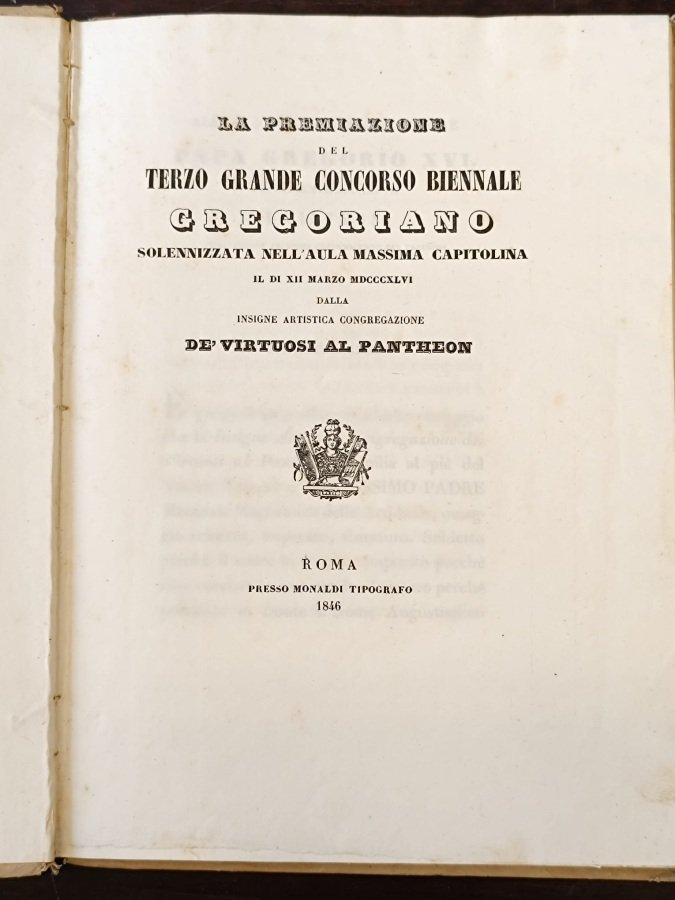 LA PREMIAZIONE
DEL
TERZO GRANDE CONCORSO BIENNALE
GREGORIANO
SOLENNIZZATA NELL'AULA MASSIMA CAPITOLINA
IL DI XII MARZO MDCCCXLVI
DALLA
INSIGNE ARTISTICA CONGREGAZIONE
DE' VIRTUOSI AL PANTHEON
ROMA
PRESSO MONALDI TIPOGRAFO
1846